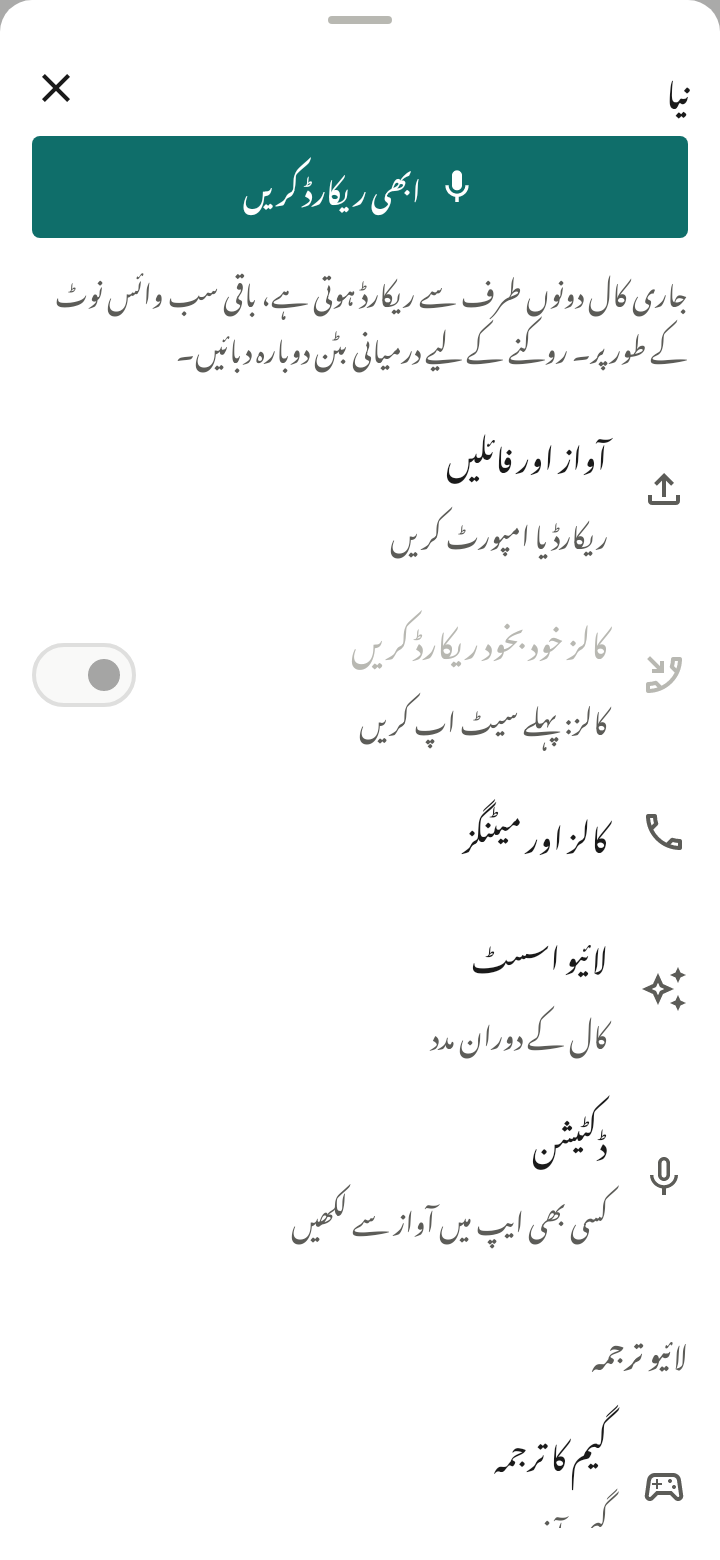 نیا
ابھی ریکارڈ کریں
جاری کال دونوں طرف سے ریکارڈ ہوتی ہے، باقی سب وائس نوٹ
کے طور پر۔ روکنے کے لیے درمیانی بٹن دوبارہ دبائیں۔
آواز اور فائلیں
ریکارڈ یا امپورٹ کریں
کالز خود بخود ریکارڈ کریں
کالز: پہلے سیٹ اپ کریں
کالز اور میٹنگز
لائیو اسسٹ
کال کے دوران مدد
ڈکٹیشن
کسی بھی ایپ میں آواز سے لکھیں
لائیو ترجمہ
گیم کا ترجمہ